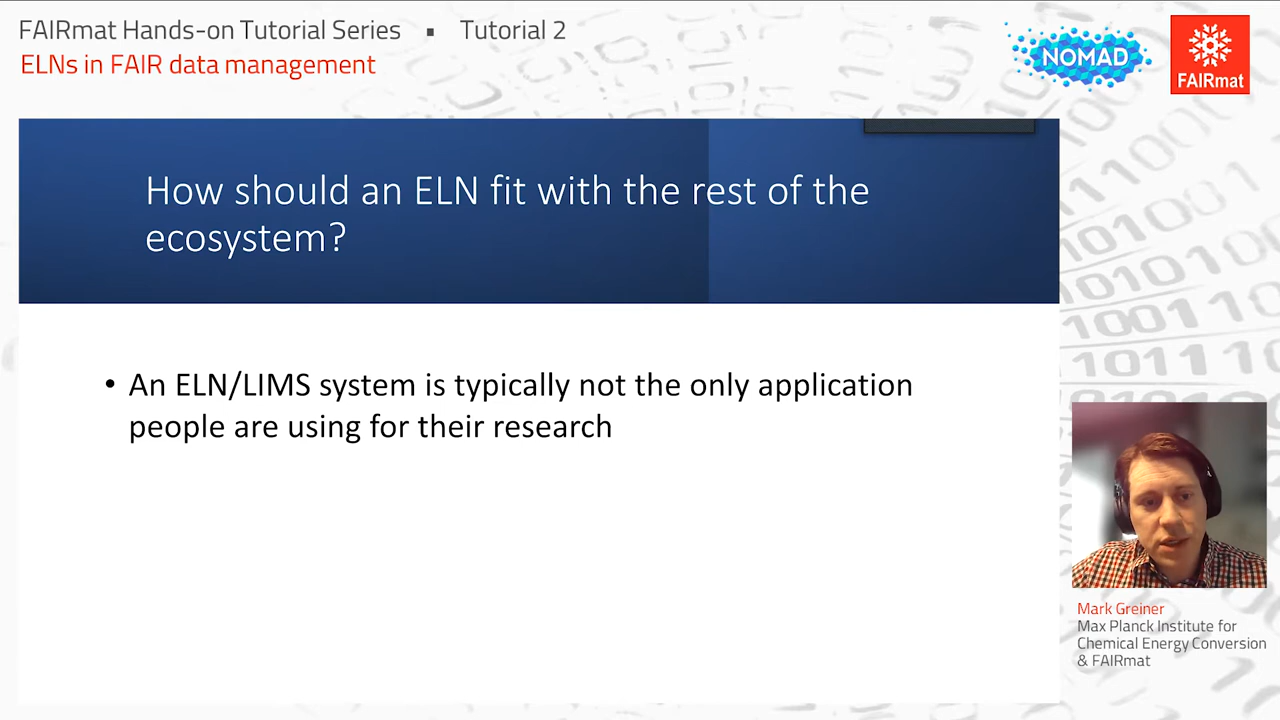 FAIRmat Hands-on Tutorial Series ▪ Tutorial 2
ELNs in FAIR data management
NOMAD
FAIRmat
How should an ELN fit with the rest of the
ecosystem?
• An ELN/LIMS system is typically not the only application
people are using for their research
Mark Greiner
Max Planck Institute for
Chemical Energy Conversion
& FAIRmat